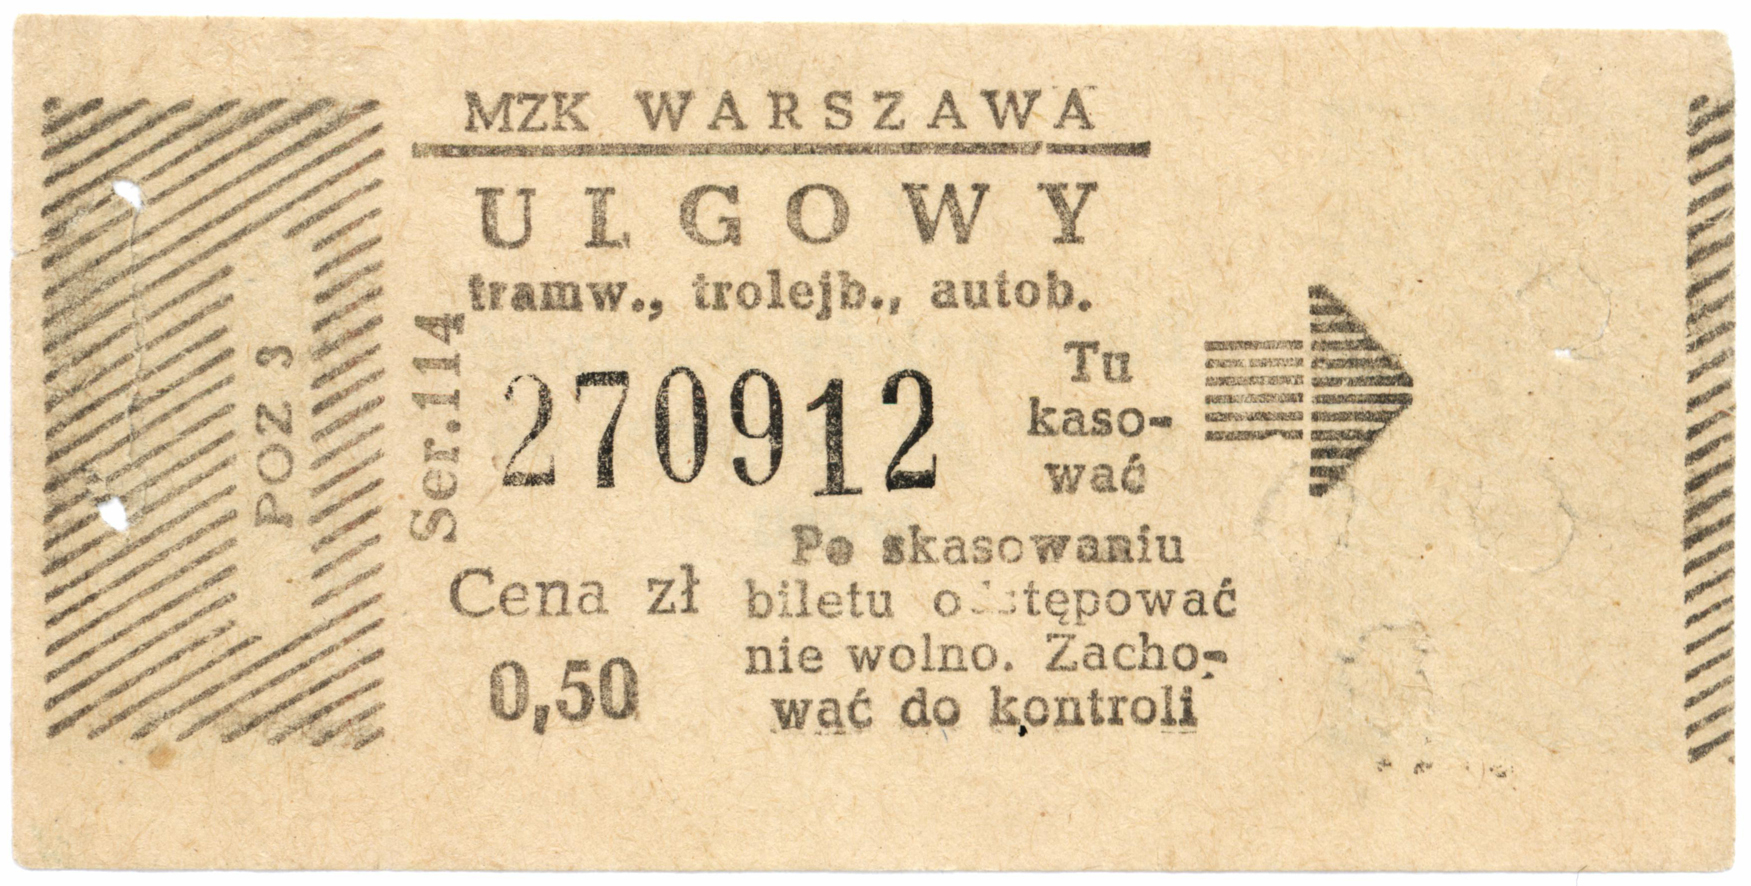 MZK WARSZAWA
ULGOWY
tramw., trolejb., autob.
POZ 3
Ser.114
270912
Tu
kaso-
wać
Cena zł
0,50
Po skasowaniu
biletu odstępować
nie wolno. Zacho-
wać do kontroli